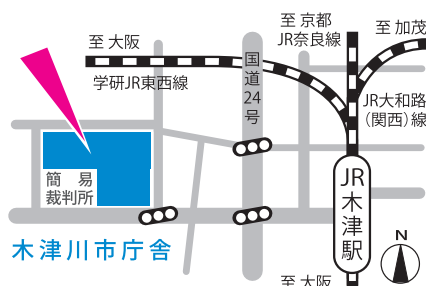 至 京都
JR奈良線
至 加茂
至 大阪
学研JR東西線
国道24号
JR大和路
（関西）線
簡 易
裁判所
JR木津駅
木津川市庁舎
N
至 大阪